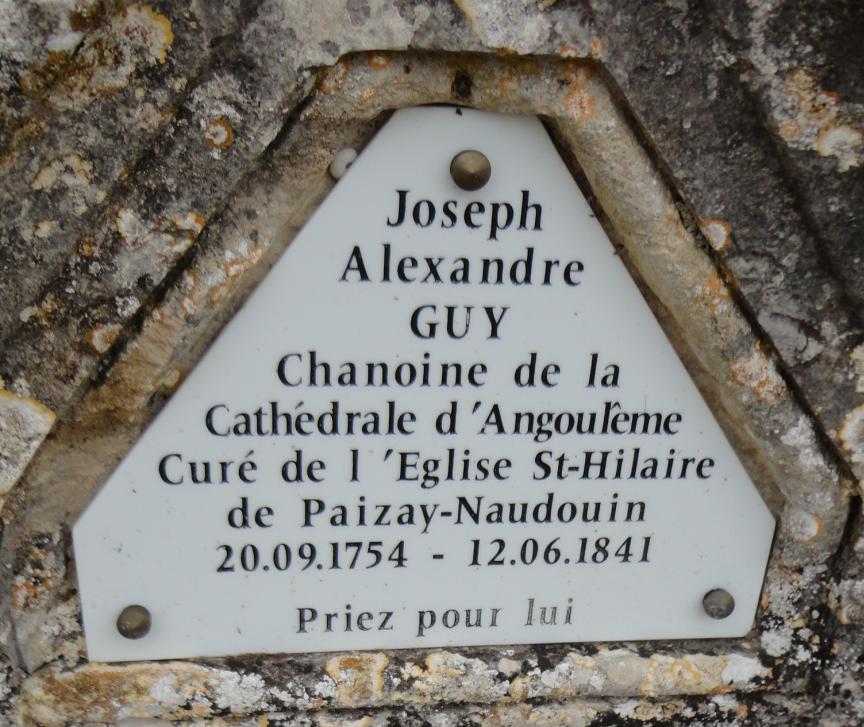 Joseph
Alexandre
GUY
Chanoine de la
Cathédrale d'Angoulême
Curé de l'Eglise St-Hilaire
de Paizay-Naudouin
20.09.1754 - 12.06.1841
Priez pour lui